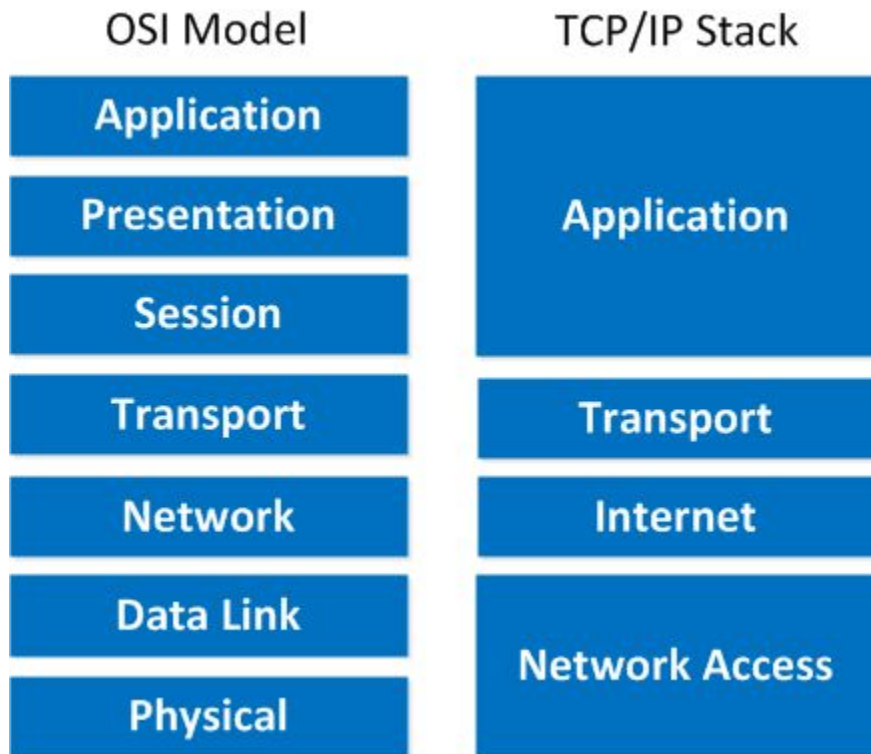 OSI Model
Application
Presentation
Session
Transport
Network
Data Link
Physical
TCP/IP Stack
Application
Transport
Internet
Network Access